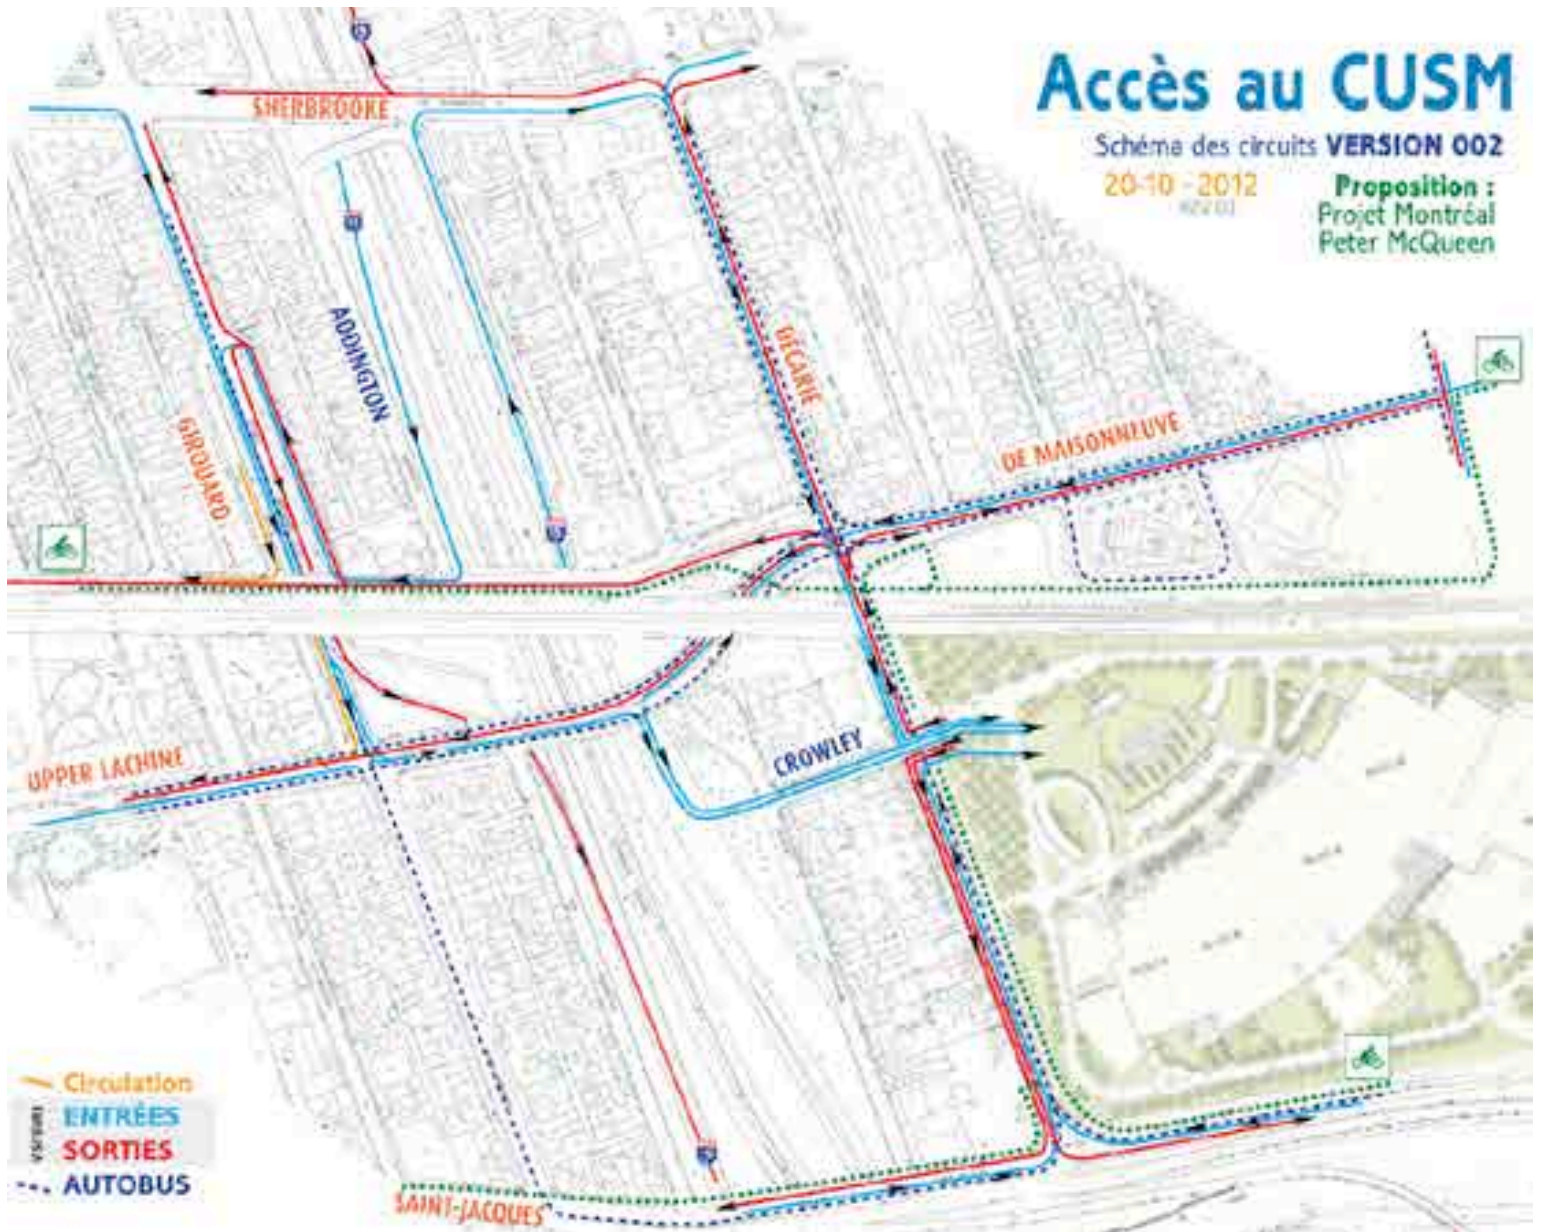 Accès au CUSM
Schéma des circuits VERSION 002
20-10-2012
Proposition :
Projet Montréal
Peter McQueen
SHERBROOKE
ADDINGTON
DÉCARIE
GIROUARD
DE MAISONNEUVE
UPPER LACHINE
CROWLEY
SAINT-JACQUES
Circulation
ENTRÉES
SORTIES
AUTOBUS